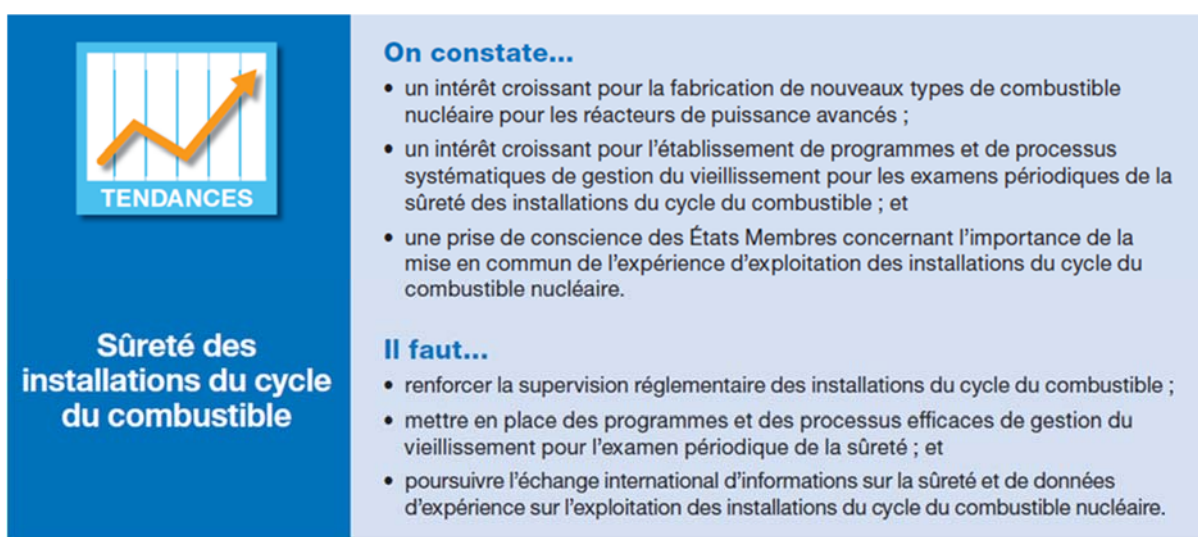 TENDANCES
Sûreté des
installations du cycle
du combustible
On constate...
• un intérêt croissant pour la fabrication de nouveaux types de combustible
nucléaire pour les réacteurs de puissance avancés ;
• un intérêt croissant pour l'établissement de programmes et de processus
systématiques de gestion du vieillissement pour les examens périodiques de la
sûreté des installations du cycle du combustible ; et
• une prise de conscience des États Membres concernant l'importance de la
mise en commun de l'expérience d'exploitation des installations du cycle du
combustible nucléaire.
Il faut...
• renforcer la supervision réglementaire des installations du cycle du combustible ;
• mettre en place des programmes et des processus efficaces de gestion du
vieillissement pour l'examen périodique de la sûreté ; et
• poursuivre l'échange international d'informations sur la sûreté et de données
d'expérience sur l'exploitation des installations du cycle du combustible nucléaire.